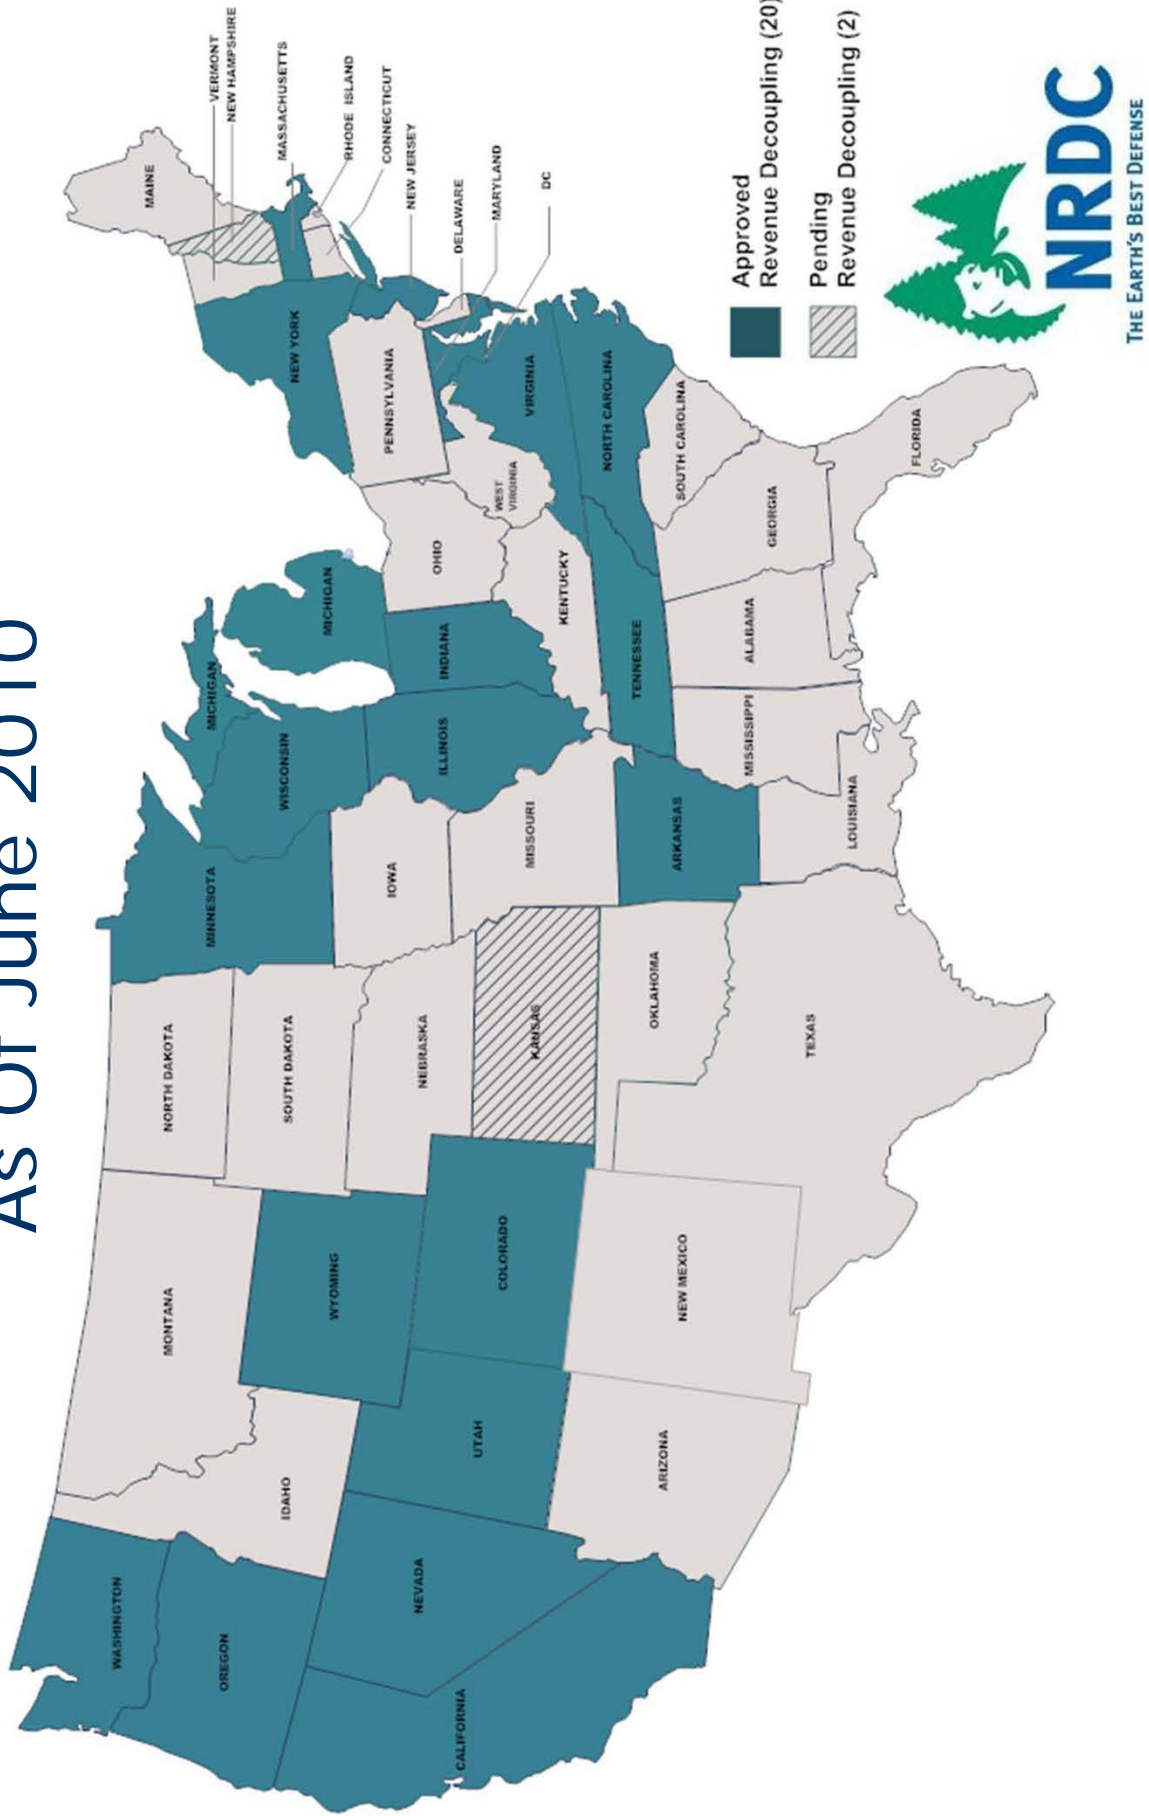 As of June 2010
WASHINGTON
OREGON
CALIFORNIA
NEVADA
IDAHO
MONTANA
WYOMING
UTAH
COLORADO
ARIZONA
NEW MEXICO
NORTH DAKOTA
SOUTH DAKOTA
NEBRASKA
KANSAS
OKLAHOMA
TEXAS
MINNESOTA
IOWA
MISSOURI
ARKANSAS
LOUISIANA
WISCONSIN
ILLINOIS
MICHIGAN
MICHIGAN
INDIANA
OHIO
KENTUCKY
TENNESSEE
MISSISSIPPI
ALABAMA
GEORGIA
FLORIDA
SOUTH CAROLINA
NORTH CAROLINA
VIRGINIA
WEST
VIRGINIA
PENNSYLVANIA
NEW YORK
MAINE
VERMONT
NEW HAMPSHIRE
MASSACHUSETTS
RHODE ISLAND
CONNECTICUT
NEW JERSEY
DELAWARE
MARYLAND
DC
Approved
Revenue Decoupling (20)
Pending
Revenue Decoupling (2)
NRDC
THE EARTH'S BEST DEFENSE